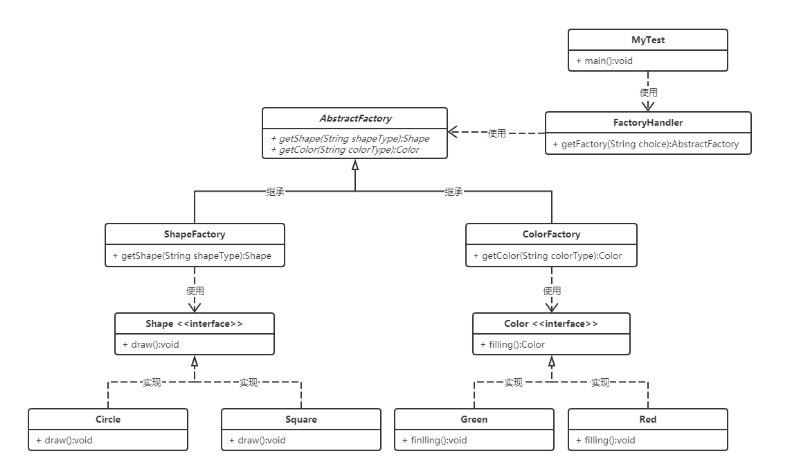 MyTest
+ main():void
使用
AbstractFactory
+ getShape(String shapeType):Shape
+ getColor(String colorType):Color
使用
FactoryHandler
+ getFactory(String choice):AbstractFactory
继承
继承
ShapeFactory
+ getShape(String shapeType):Shape
ColorFactory
+ getColor(String colorType):Color
使用
使用
Shape <<interface>>
+ draw():void
Color <<interface>>
+ filling():Color
实现
实现
实现
实现
Circle
+ draw():void
Square
+ draw():void
Green
+ finlling():void
Red
+ filling():void